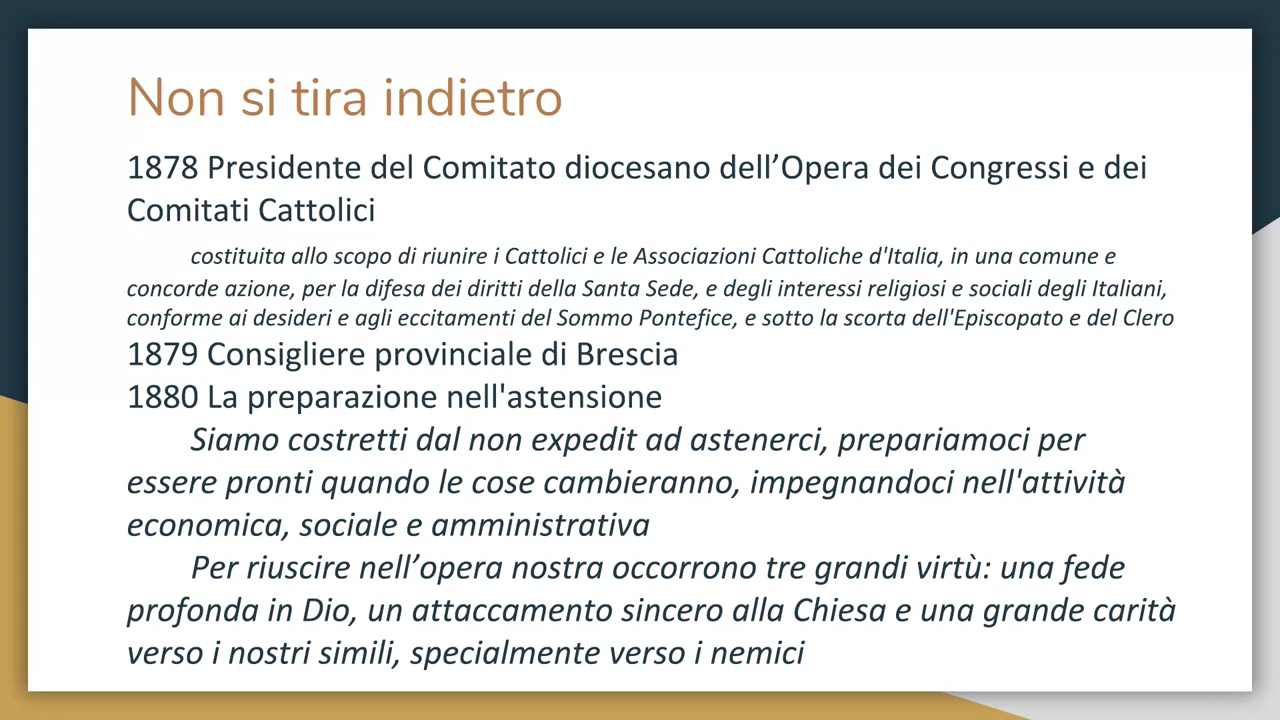 Non si tira indietro
1878 Presidente del Comitato diocesano dell’Opera dei Congressi e dei
Comitati Cattolici
costituita allo scopo di riunire i Cattolici e le Associazioni Cattoliche d'Italia, in una comune e
concorde azione, per la difesa dei diritti della Santa Sede, e degli interessi religiosi e sociali degli Italiani,
conforme ai desideri e agli eccitamenti del Sommo Pontefice, e sotto la scorta dell'Episcopato e del Clero
1879 Consigliere provinciale di Brescia
1880 La preparazione nell'astensione
Siamo costretti dal non expedit ad astenerci, prepariamoci per
essere pronti quando le cose cambieranno, impegnandoci nell'attività
economica, sociale e amministrativa
Per riuscire nell’opera nostra occorrono tre grandi virtù: una fede
profonda in Dio, un attaccamento sincero alla Chiesa e una grande carità
verso i nostri simili, specialmente verso i nemici